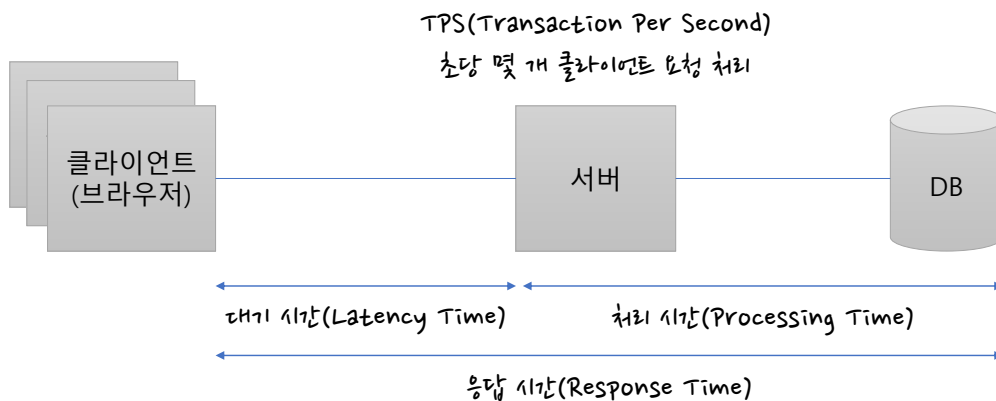 TPS(Transaction Per Second)
초당 몇 개 클라이언트 요청 처리
클라이언트
(브라우저)
서버
DB
대기 시간(Latency Time)
처리 시간(Processing Time)
응답 시간(Response Time)